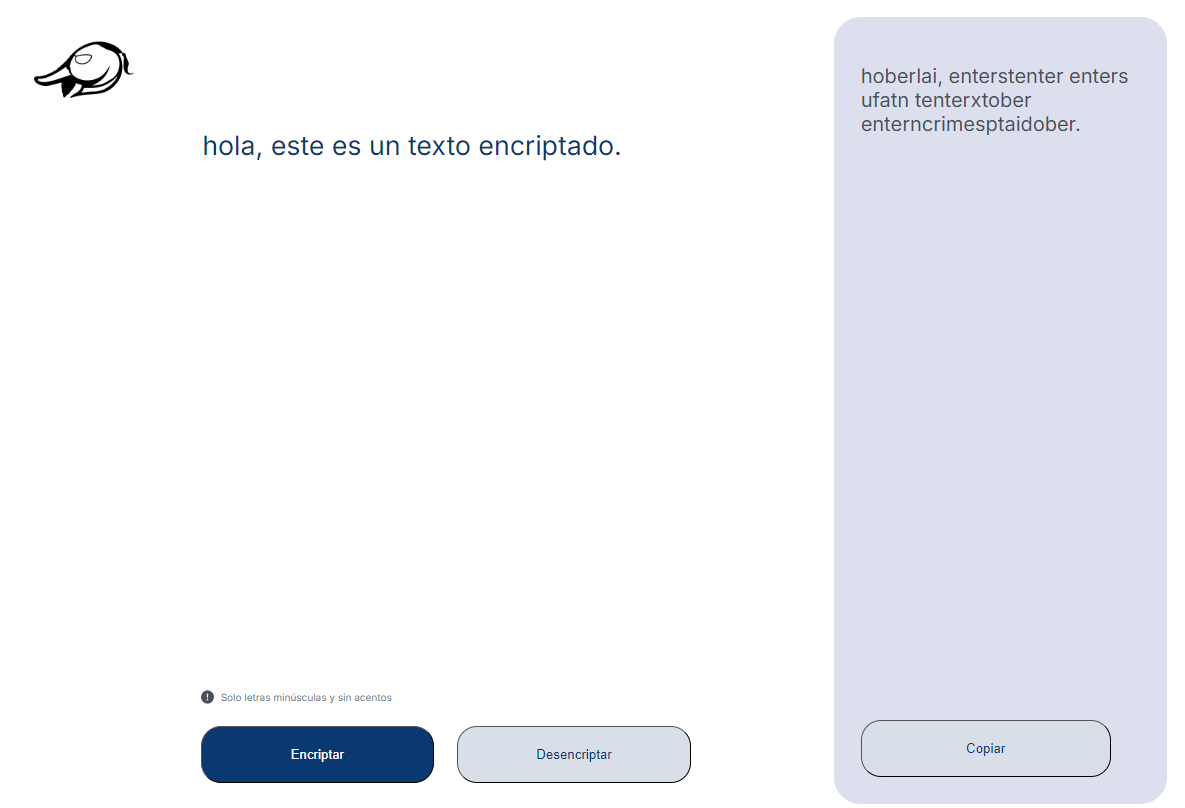 hola, este es un texto encriptado.
Solo letras minúsculas y sin acentos
Encriptar
Desencriptar
hoberlai, enterstenter enters
ufatn tenterxtober
enterncrimesptaidober.
Copiar